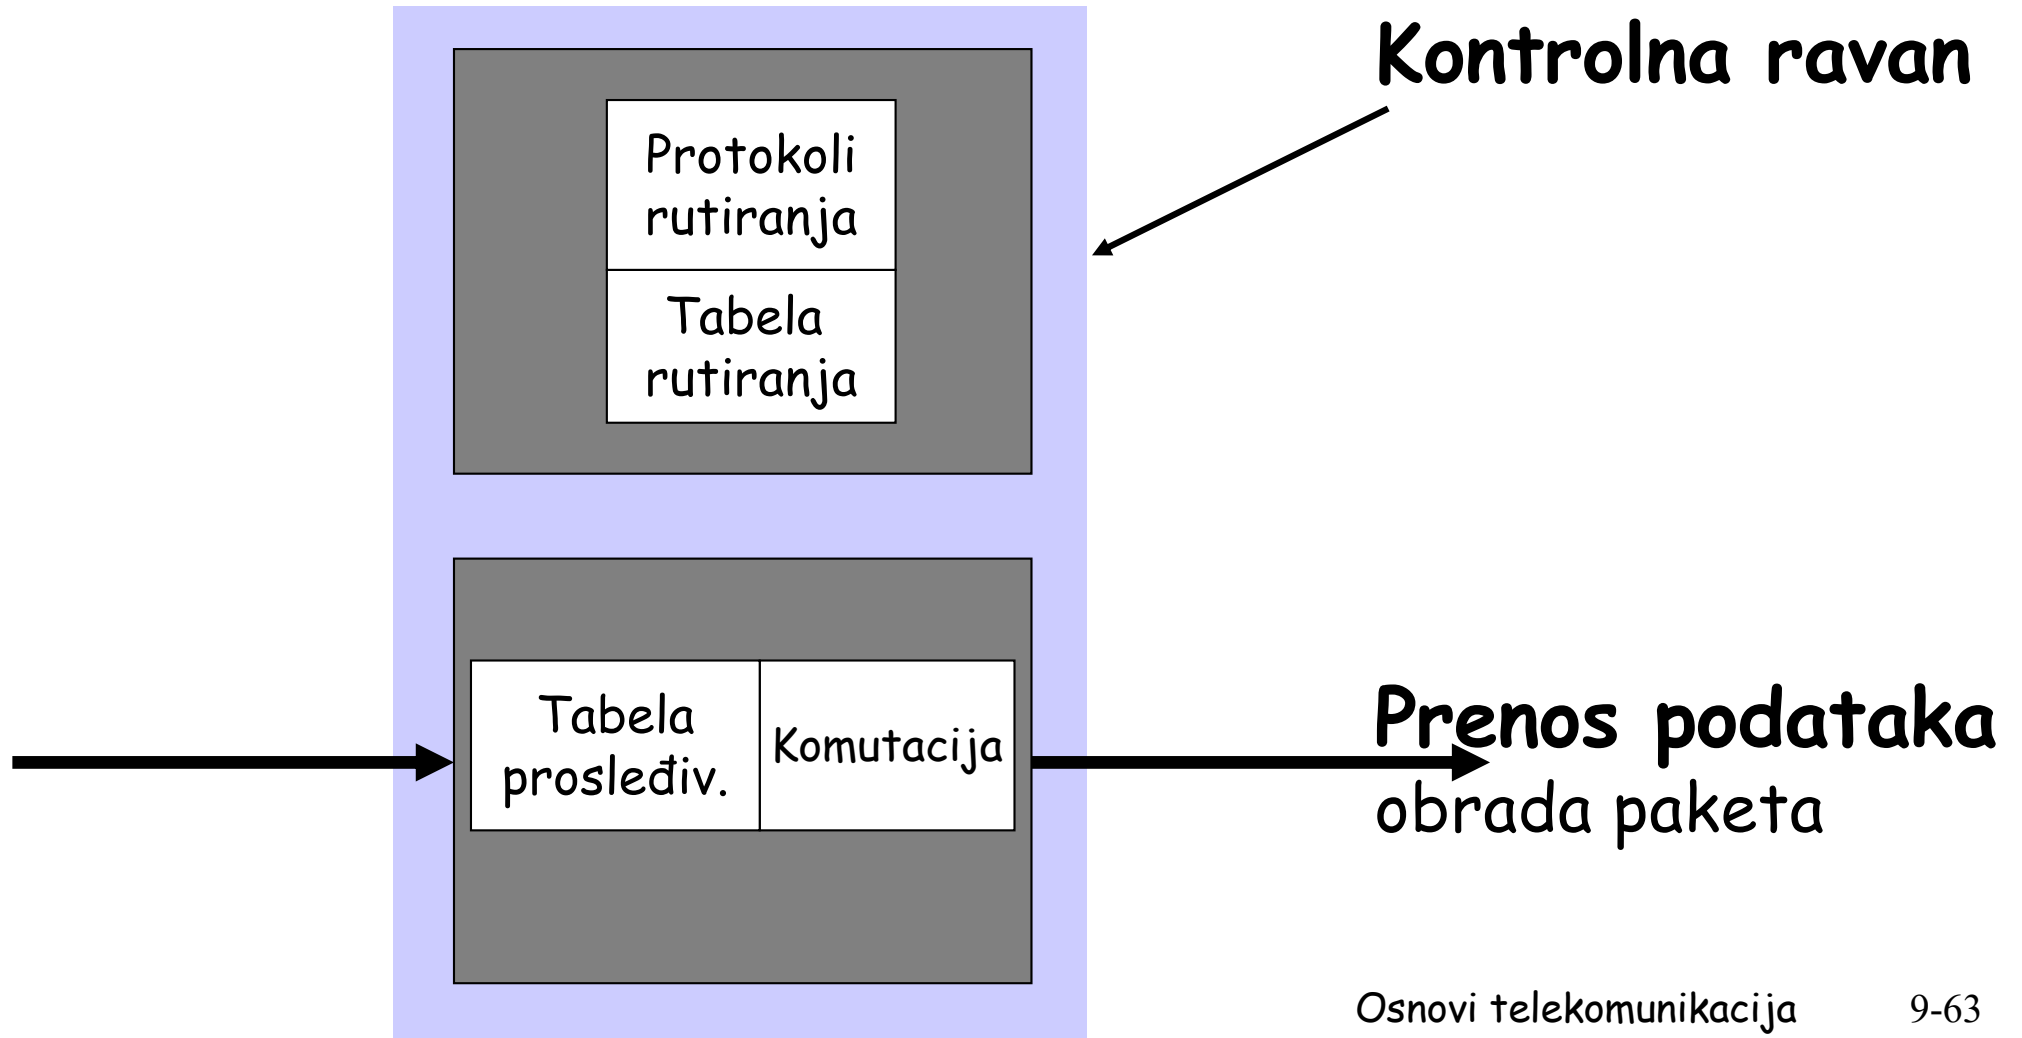 Kontrolna ravan
Protokoli
rutiranja
Tabela
rutiranja
Tabela
prosleđiv.
Komutacija
Prenos podataka
obrada paketa
Osnovi telekomunikacija 9-63